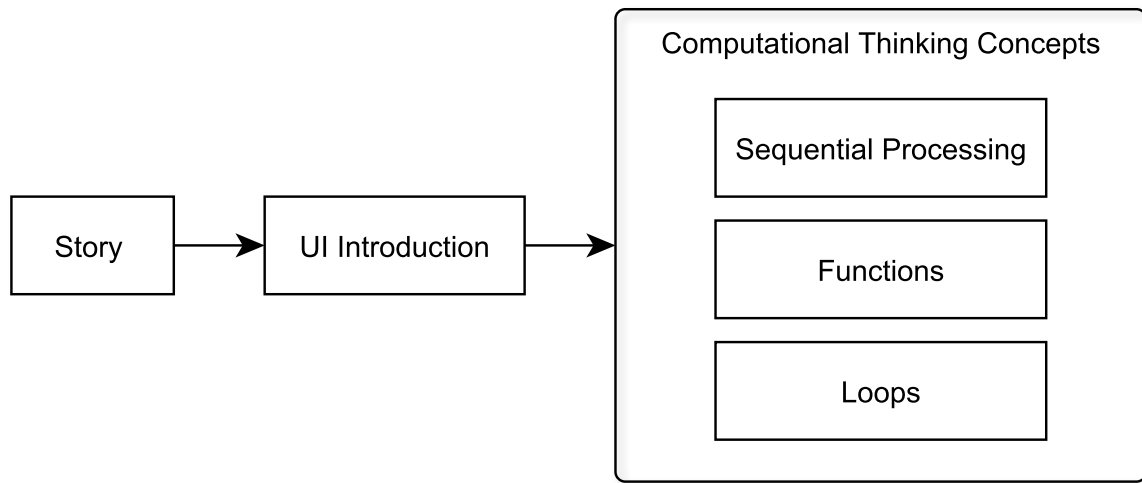 Computational Thinking Concepts
Sequential Processing
Story
UI Introduction
Functions
Loops